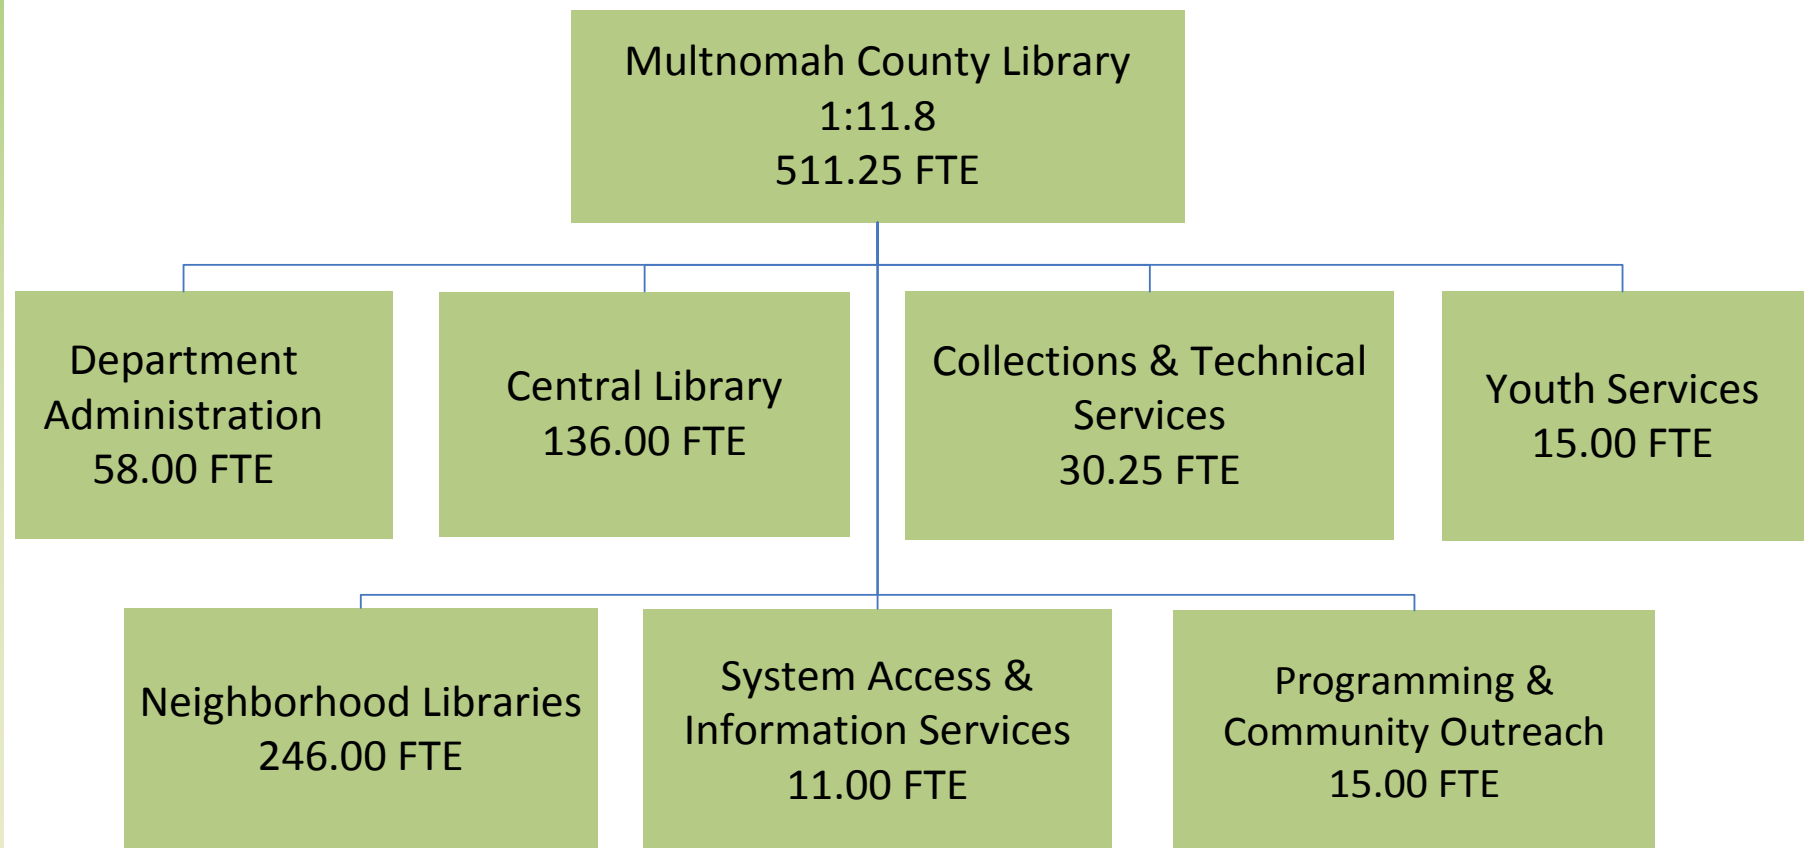 Multnomah County Library
1:11.8
511.25 FTE
Department
Administration
58.00 FTE
Central Library
136.00 FTE
Collections & Technical
Services
30.25 FTE
Youth Services
15.00 FTE
Neighborhood Libraries
246.00 FTE
System Access &
Information Services
11.00 FTE
Programming &
Community Outreach
15.00 FTE